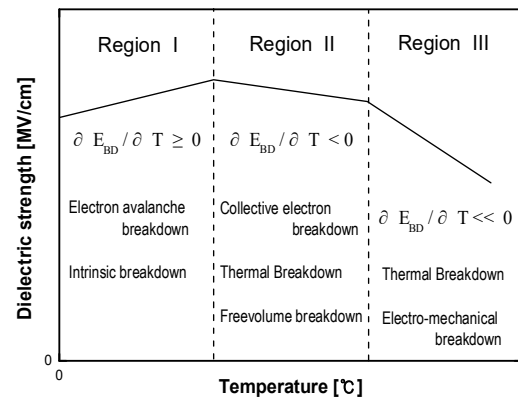 Region I
Region II
Region III
∂ E_BD / ∂ T ≥ 0
∂ E_BD / ∂ T < 0
∂ E_BD / ∂ T << 0
Electron avalanche
breakdown
Intrinsic breakdown
Collective electron
breakdown
Thermal Breakdown
Freevolume breakdown
Thermal Breakdown
Electro-mechanical
breakdown
Dielectric strength [MV/cm]
0
0
Temperature [℃]